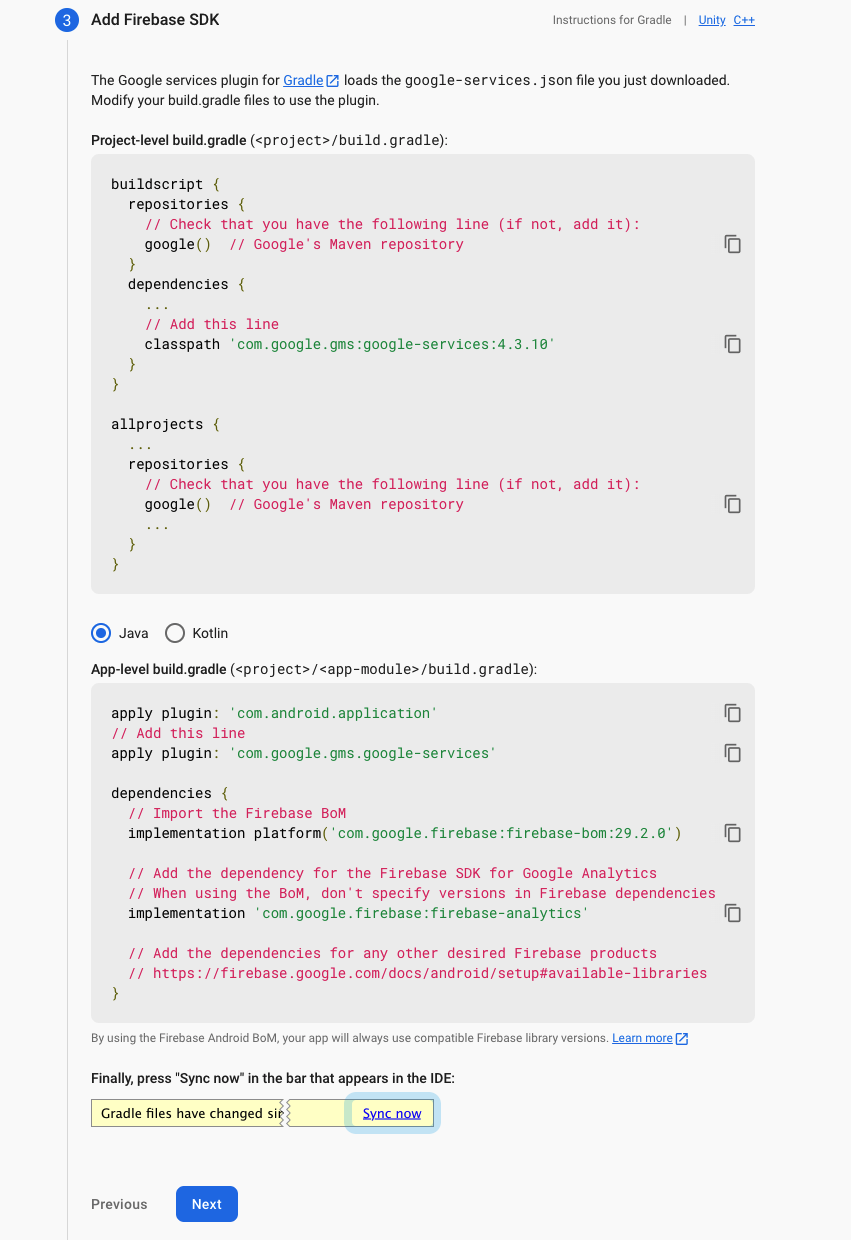 3 Add Firebase SDK Instructions for Gradle | Unity C++
The Google services plugin for Gradle loads the google-services.json file you just downloaded.
Modify your build.gradle files to use the plugin.
Project-level build.gradle (<project>/build.gradle):
buildscript {
  repositories {
    // Check that you have the following line (if not, add it):
    google()  // Google's Maven repository
  }
  dependencies {
    ...
    // Add this line
    classpath 'com.google.gms:google-services:4.3.10'
  }
}
allprojects {
  ...
  repositories {
    // Check that you have the following line (if not, add it):
    google()  // Google's Maven repository
    ...
  }
}
Java Kotlin
App-level build.gradle (<project>/<app-module>/build.gradle):
apply plugin: 'com.android.application'
// Add this line
apply plugin: 'com.google.gms.google-services'
dependencies {
  // Import the Firebase BoM
  implementation platform('com.google.firebase:firebase-bom:29.2.0')
  // Add the dependency for the Firebase SDK for Google Analytics
  // When using the BoM, don't specify versions in Firebase dependencies
  implementation 'com.google.firebase:firebase-analytics'
  // Add the dependencies for any other desired Firebase products
  // https://firebase.google.com/docs/android/setup#available-libraries
}
By using the Firebase Android BoM, your app will always use compatible Firebase library versions. Learn more
Finally, press "Sync now" in the bar that appears in the IDE:
Gradle files have changed Sync now
Previous Next